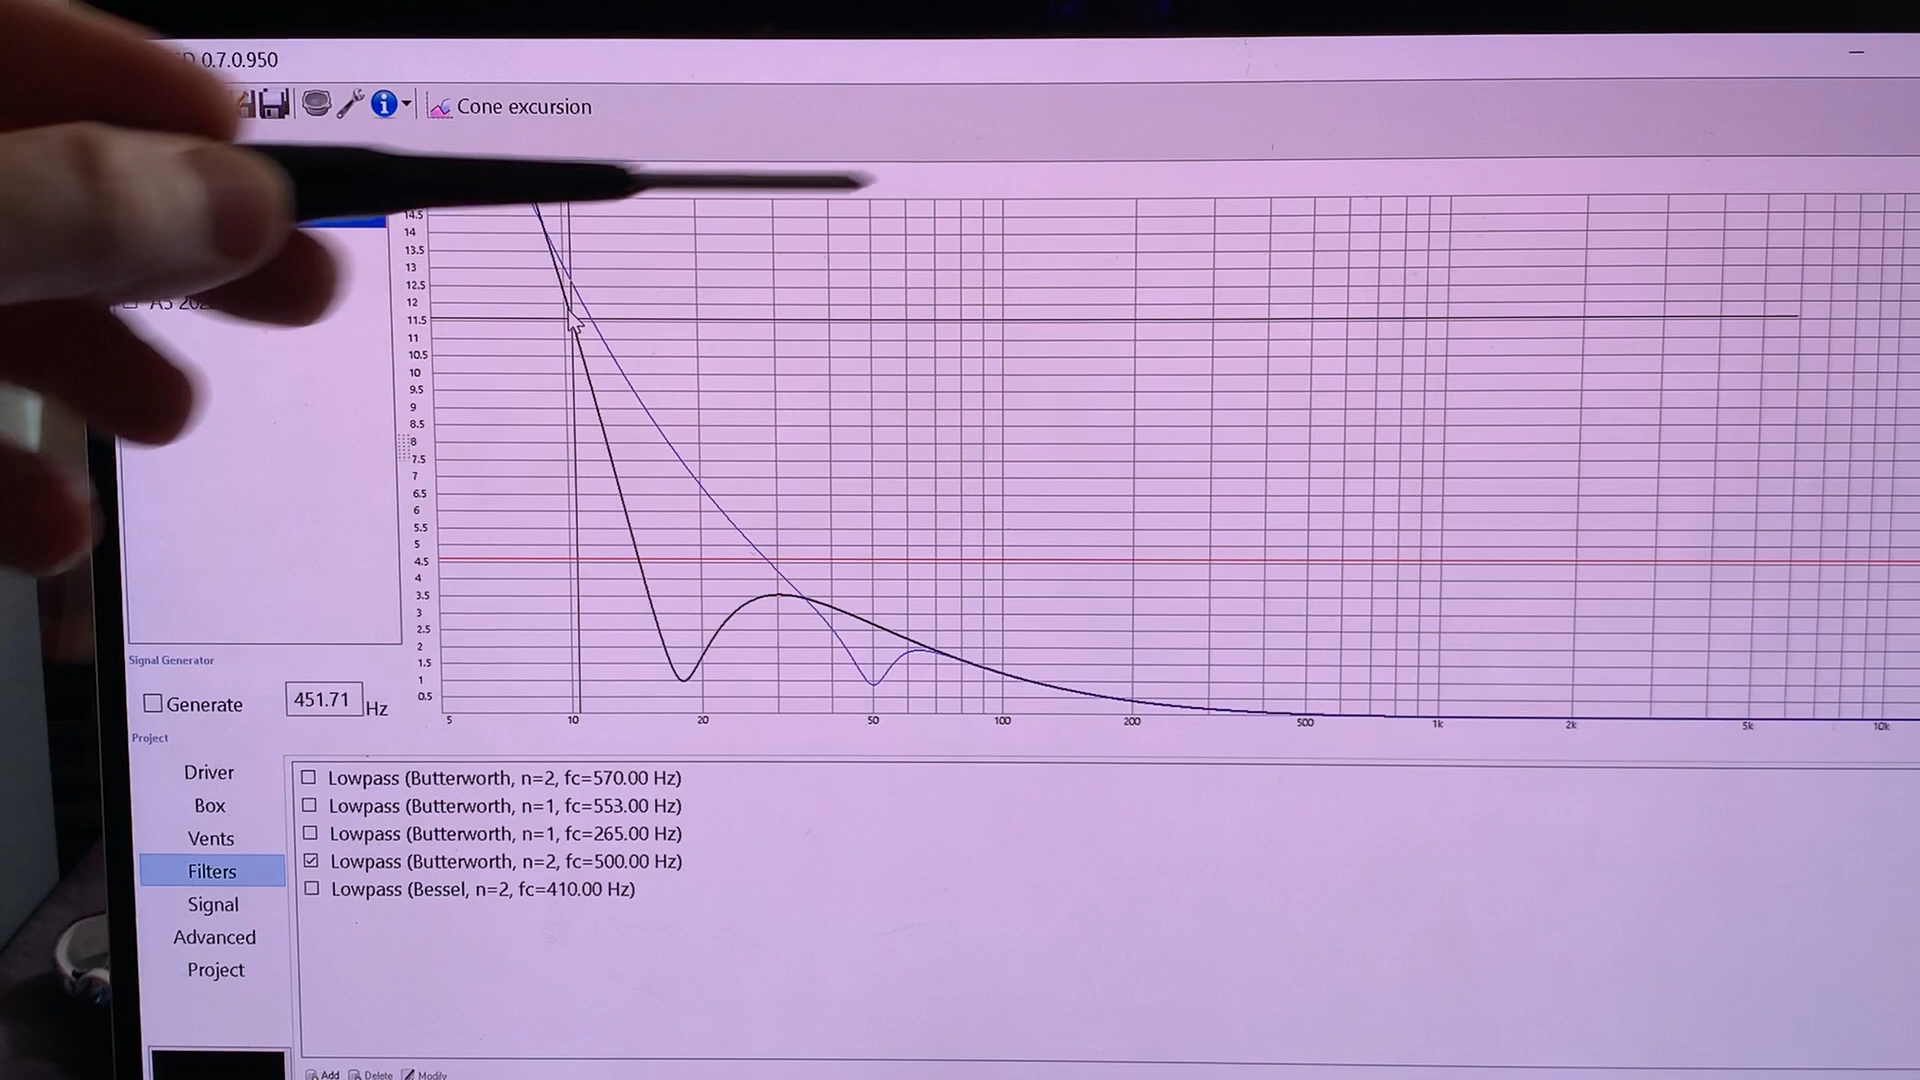 0.7.0.950
Cone excursion
14.5
14
13.5
13
12.5
12
11.5
11
10.5
10
9.5
9
8.5
8
7.5
7
6.5
6
5.5
5
4.5
4
3.5
3
2.5
2
1.5
1
0.5
5 10 20 50 100 200 500 1k 2k 5k 10k
Signal Generator
Generate 451.71 Hz
Project
Driver
Box
Vents
Filters
Signal
Advanced
Project
Lowpass (Butterworth, n=2, fc=570.00 Hz)
Lowpass (Butterworth, n=1, fc=553.00 Hz)
Lowpass (Butterworth, n=1, fc=265.00 Hz)
Lowpass (Butterworth, n=2, fc=500.00 Hz)
Lowpass (Bessel, n=2, fc=410.00 Hz)
Add Delete Modify